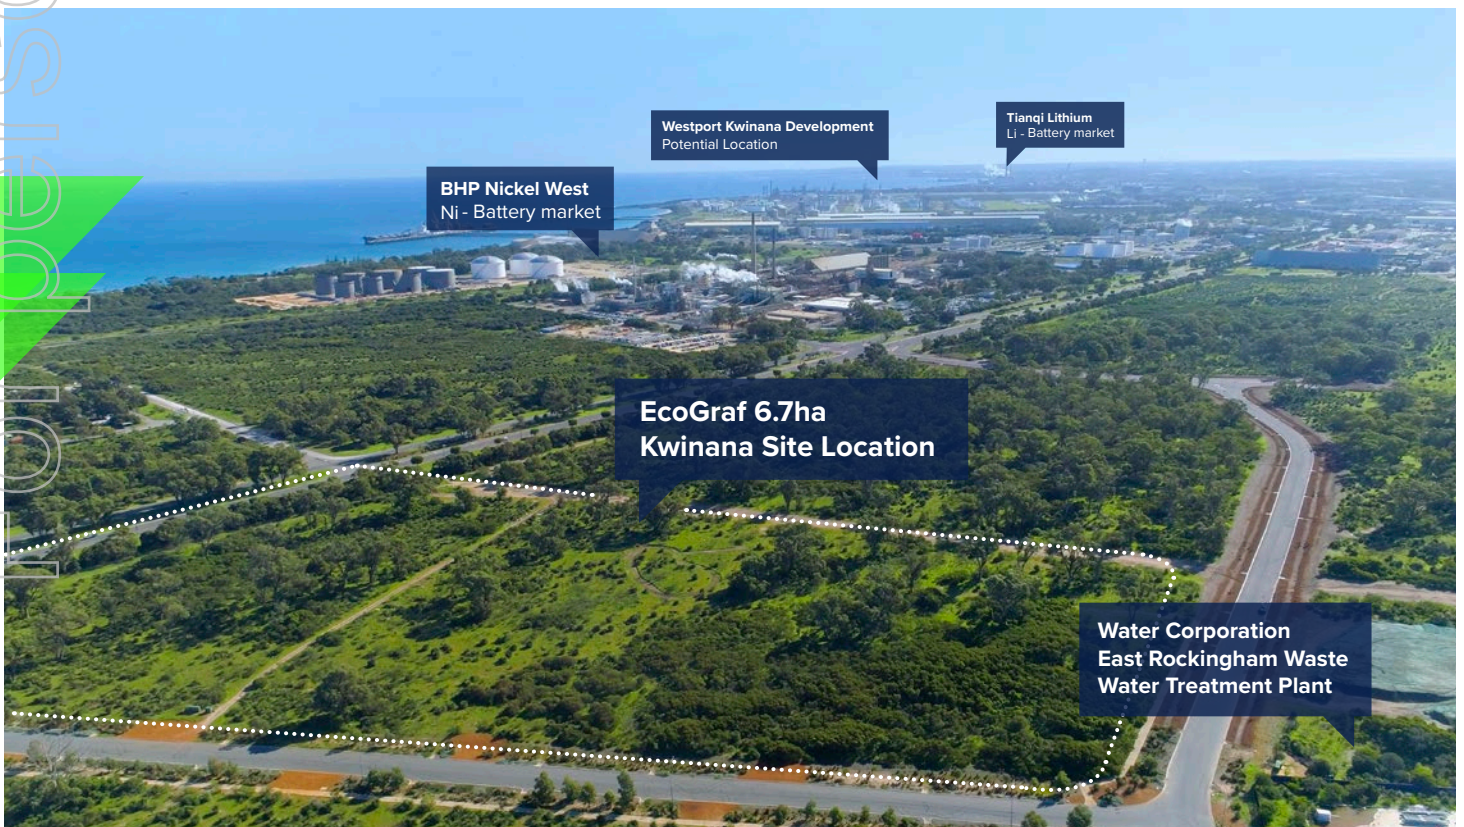 Westport Kwinana Development
Potential Location
Tianqi Lithium
Li - Battery market
BHP Nickel West
Ni - Battery market
EcoGraf 6.7ha
Kwinana Site Location
Water Corporation
East Rockingham Waste
Water Treatment Plant